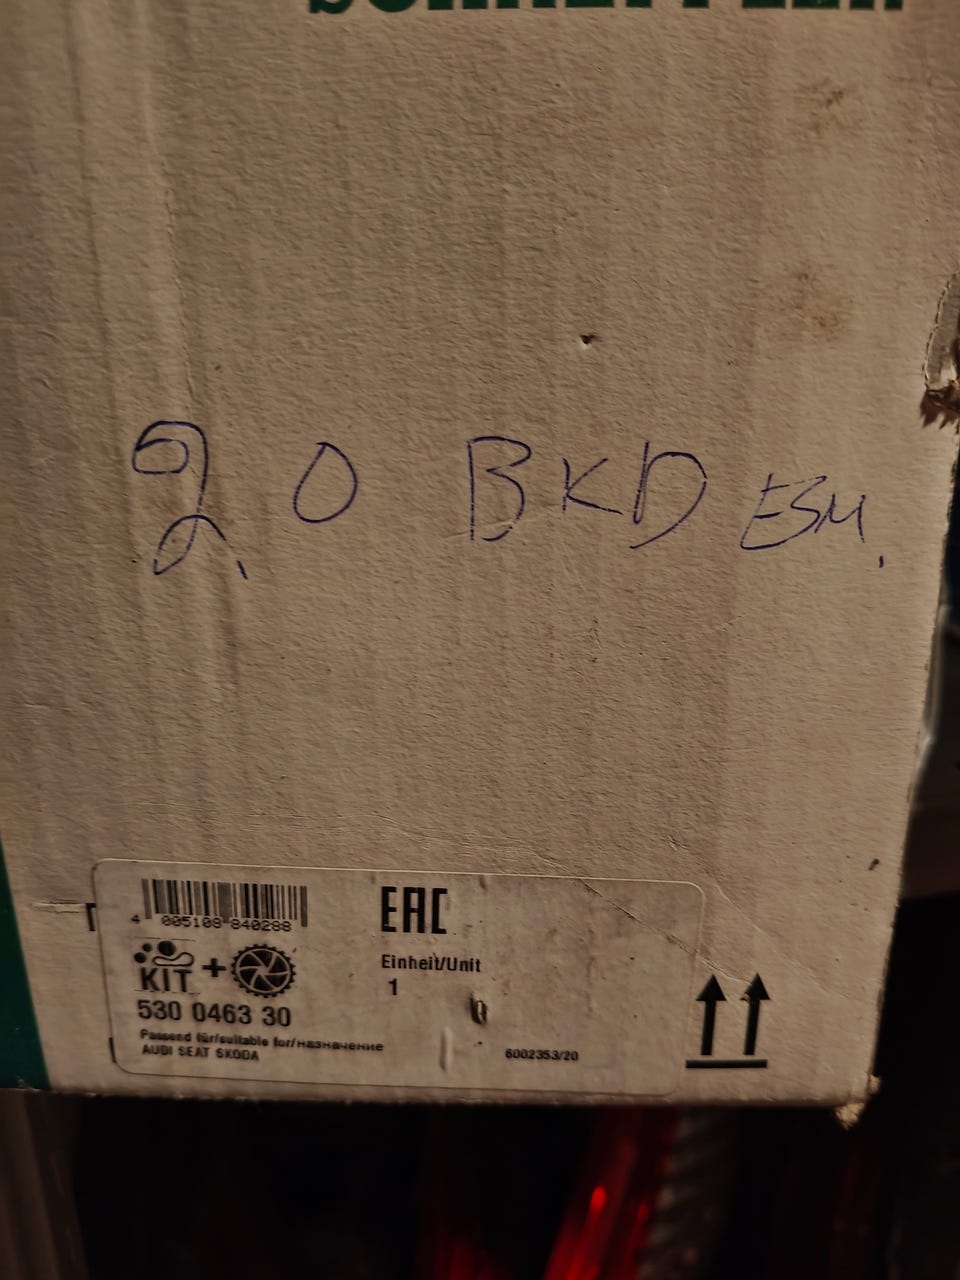 2.0 BKD ESM.
4 005108 840288
EAC
KIT +
Einheit/Unit
1
530 0463 30
Passend für/suitable for/назначение
AUDI SEAT SKODA
6002353/20